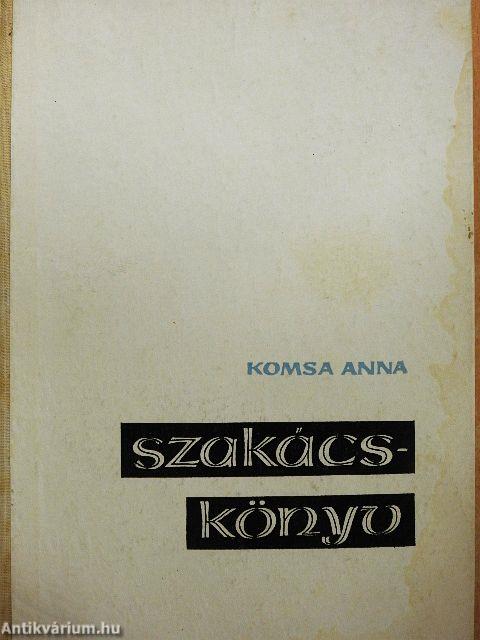 KOMSA ANNA
szakács-
könyv
Antikvárium.hu